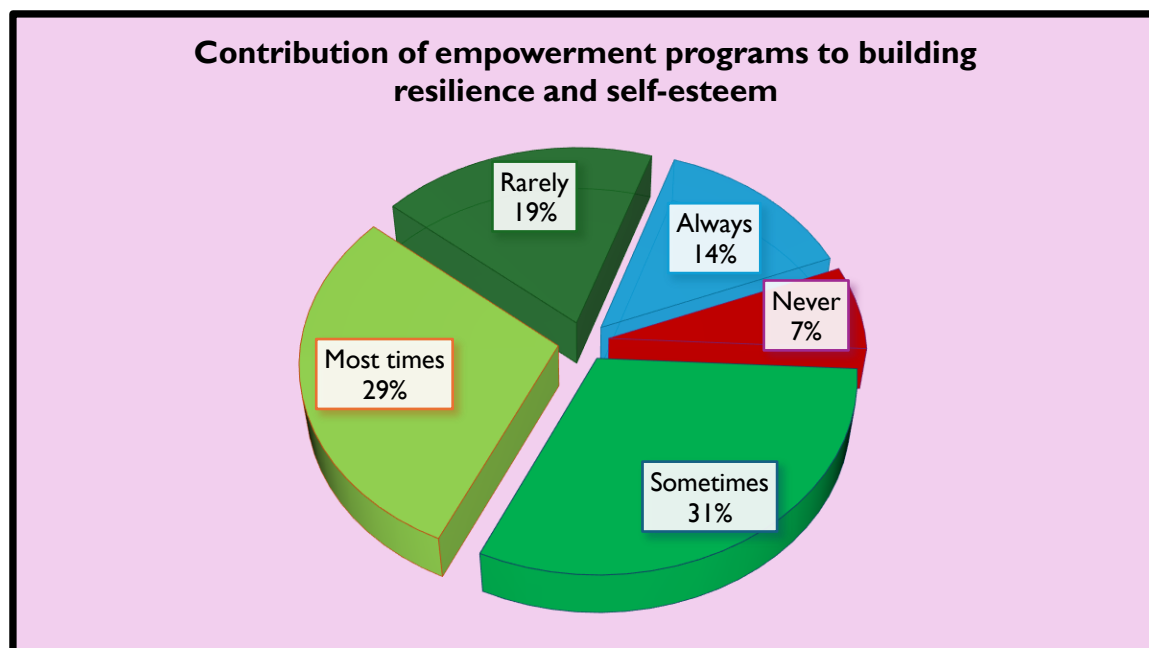 Contribution of empowerment programs to building
resilience and self-esteem
Rarely
19%
Always
14%
Never
7%
Most times
29%
Sometimes
31%